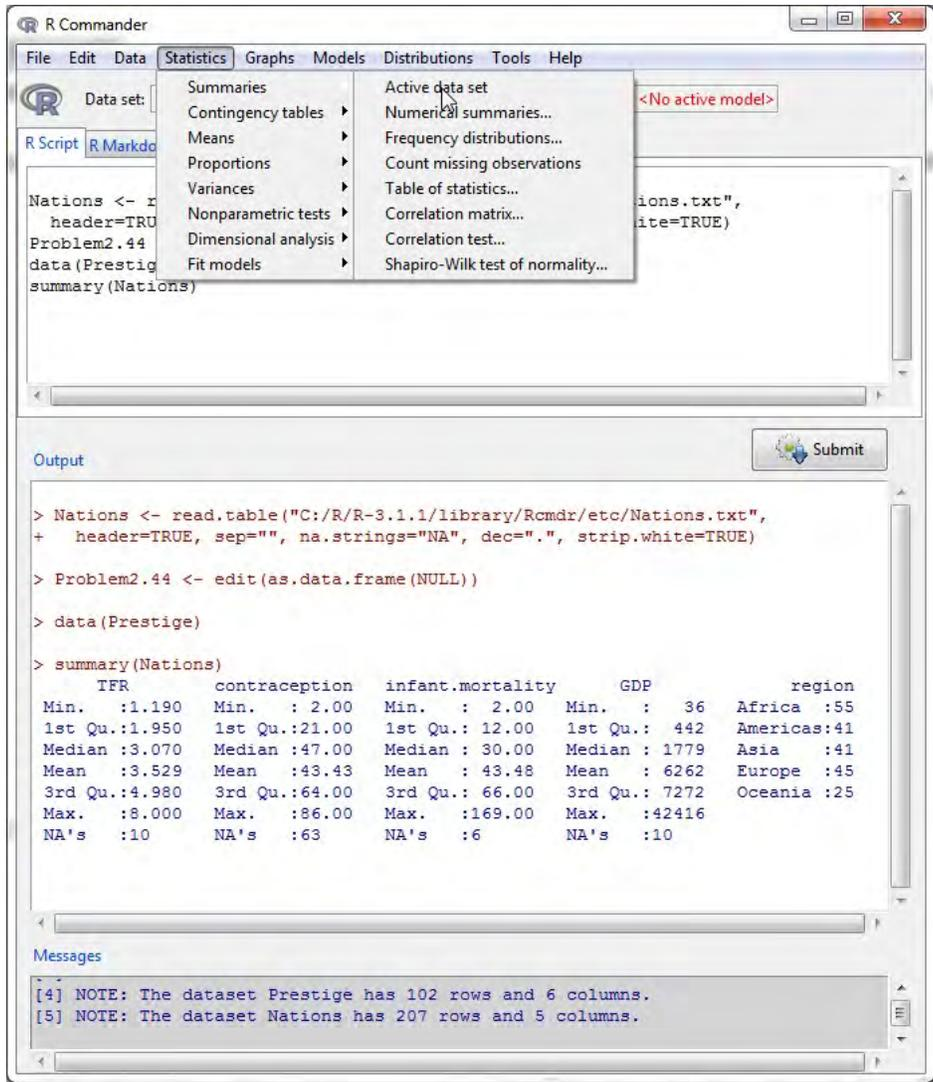 R Commander
File Edit Data Statistics Graphs Models Distributions Tools Help
Data set:
<No active model>
Summaries
Contingency tables
Means
Proportions
Variances
Nonparametric tests
Dimensional analysis
Fit models
Active data set
Numerical summaries...
Frequency distributions...
Count missing observations
Table of statistics...
Correlation matrix...
Correlation test...
Shapiro-Wilk test of normality...
R Script R Markdo
Nations <- r ions.txt",
header=TRU ite=TRUE)
Problem2.44
data(Prestig
summary(Nations)
Submit
Output
> Nations <- read.table("C:/R/R-3.1.1/library/Rcmdr/etc/Nations.txt",
+ header=TRUE, sep="", na.strings="NA", dec=".", strip.white=TRUE)
> Problem2.44 <- edit(as.data.frame(NULL))
> data(Prestige)
> summary(Nations)
TFR contraception infant.mortality GDP region
Min. :1.190 Min. : 2.00 Min. : 2.00 Min. : 36 Africa :55
1st Qu.:1.950 1st Qu.:21.00 1st Qu.: 12.00 1st Qu.: 442 Americas:41
Median :3.070 Median :47.00 Median : 30.00 Median : 1779 Asia :41
Mean :3.529 Mean :43.43 Mean : 43.48 Mean : 6262 Europe :45
3rd Qu.:4.980 3rd Qu.:64.00 3rd Qu.: 66.00 3rd Qu.: 7272 Oceania :25
Max. :8.000 Max. :86.00 Max. :169.00 Max. :42416
NA's :10 NA's :63 NA's :6 NA's :10
Messages
[4] NOTE: The dataset Prestige has 102 rows and 6 columns.
[5] NOTE: The dataset Nations has 207 rows and 5 columns.